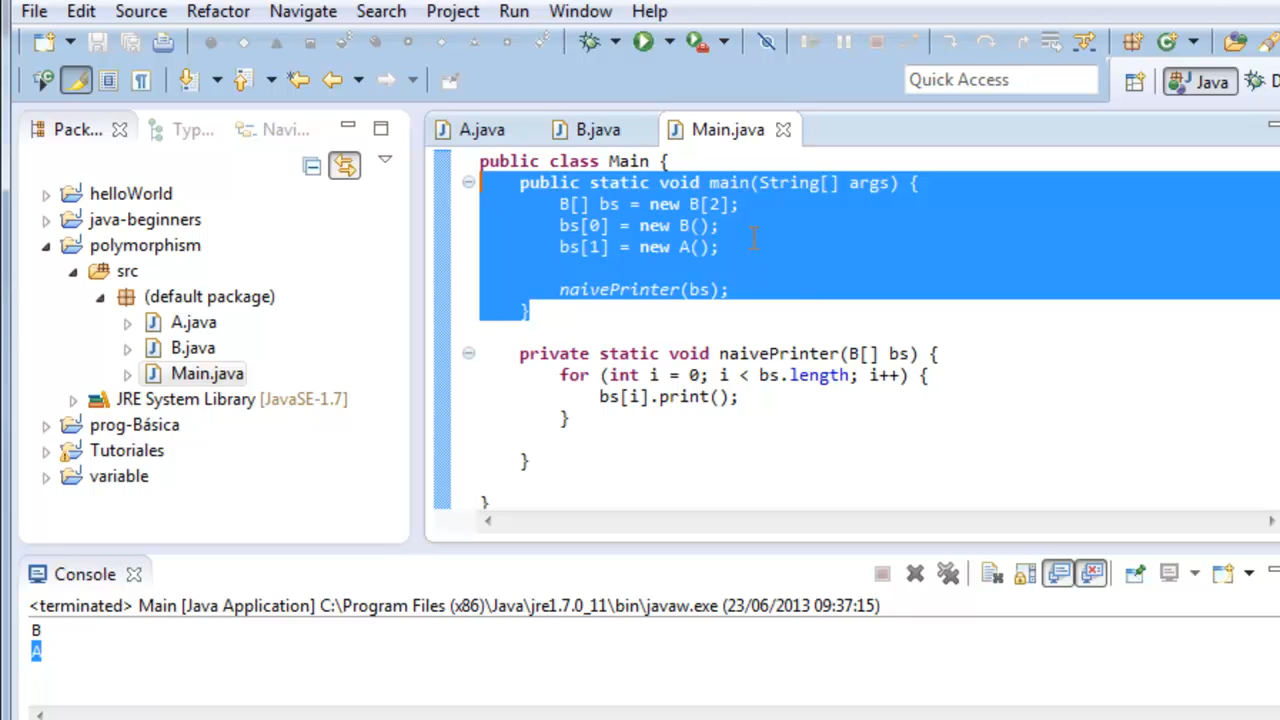 File Edit Source Refactor Navigate Search Project Run Window Help
Quick Access
Java
Pack... Typ... Navi...
helloWorld
java-beginners
polymorphism
src
(default package)
A.java
B.java
Main.java
JRE System Library [JavaSE-1.7]
prog-Básica
Tutoriales
variable
A.java B.java Main.java
public class Main {
public static void main(String[] args) {
B[] bs = new B[2];
bs[0] = new B();
bs[1] = new A();
naivePrinter(bs);
}
private static void naivePrinter(B[] bs) {
for (int i = 0; i < bs.length; i++) {
bs[i].print();
}
}
}
Console
<terminated> Main [Java Application] C:\Program Files (x86)\Java\jre1.7.0_11\bin\javaw.exe (23/06/2013 09:37:15)
B
A